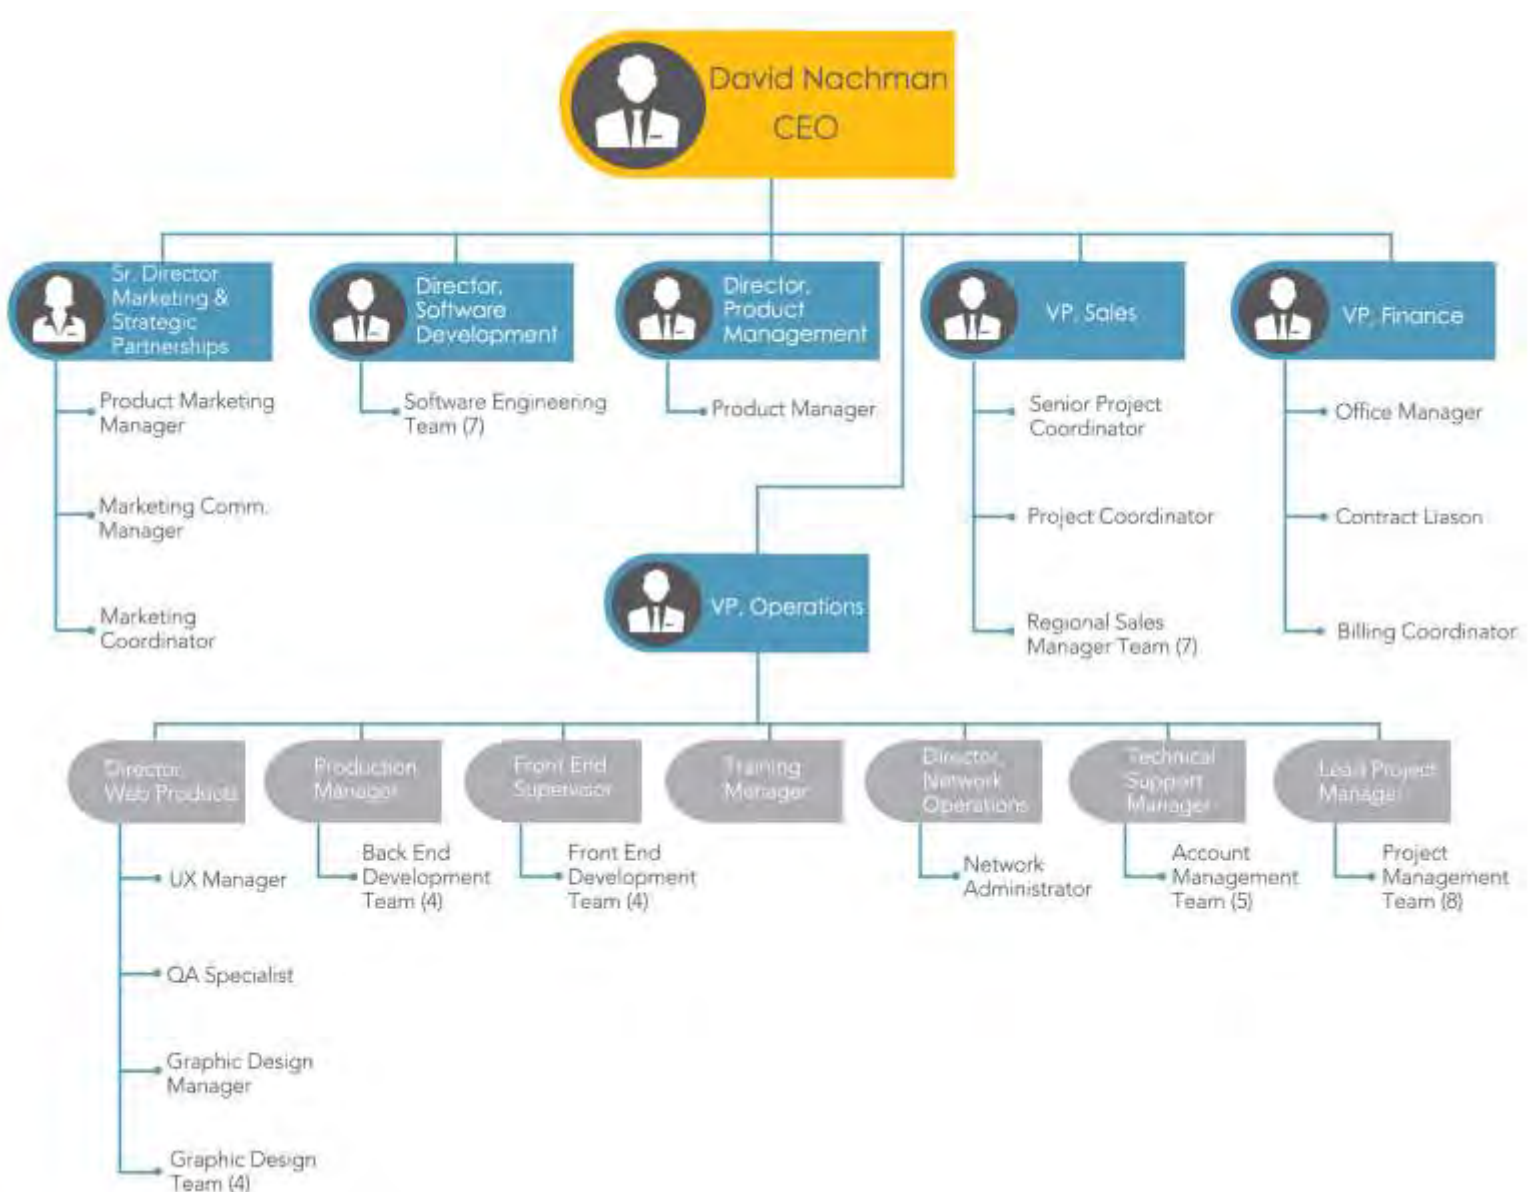 David Nachman
CEO
Sr. Director
Marketing &
Strategic
Partnerships
Director,
Software
Development
Director,
Product
Management
VP, Sales
VP, Finance
Product Marketing
Manager
Marketing Comm.
Manager
Marketing
Coordinator
Software Engineering
Team (7)
Product Manager
Senior Project
Coordinator
Project Coordinator
Regional Sales
Manager Team (7)
Office Manager
Contract Liason
Billing Coordinator
VP, Operations
Director,
Web Products
Production
Manager
Front End
Supervisor
Training
Manager
Director,
Network
Operations
Technical
Support
Manager
Lead Project
Manager
UX Manager
QA Specialist
Graphic Design
Manager
Graphic Design
Team (4)
Back End
Development
Team (4)
Front End
Development
Team (4)
Network
Administrator
Account
Management
Team (5)
Project
Management
Team (8)